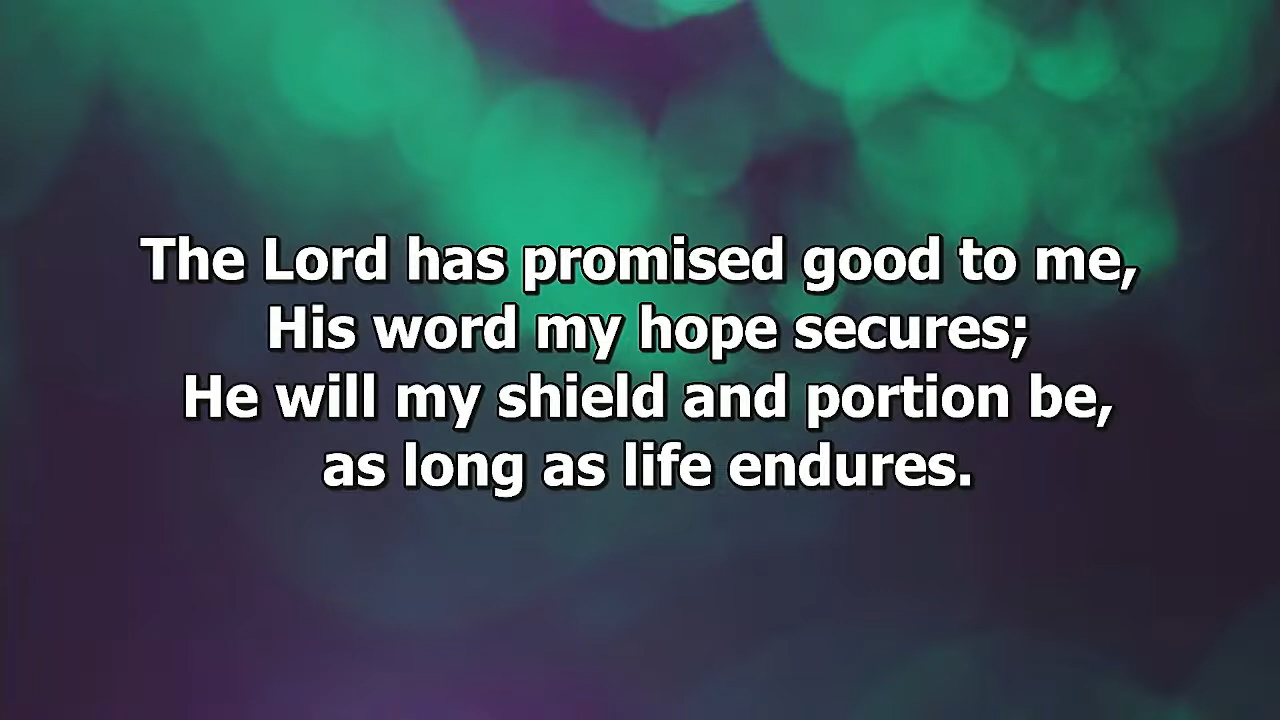 The Lord has promised good to me,
His word my hope secures;
He will my shield and portion be,
as long as life endures.